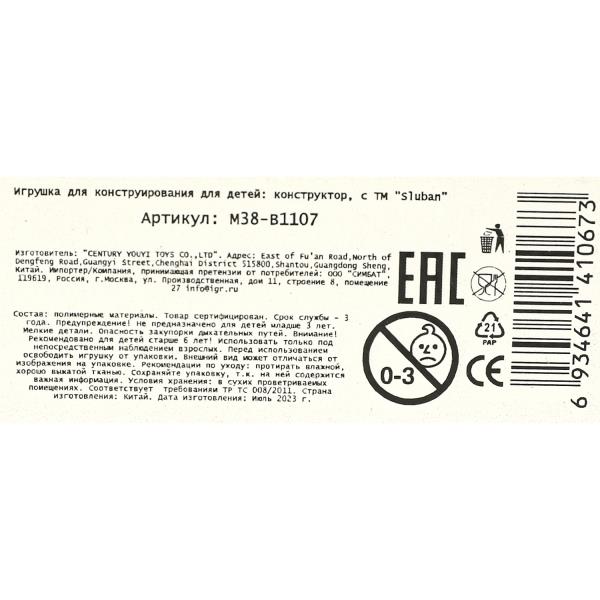 Игрушка для конструирования для детей: конструктор, с ТМ "Sluban"
Артикул: М38-В1107
Изготовитель: "CENTURY YOUYI TOYS CO.,LTD". Адрес: East of Fu'an Road,North of
Dengfeng Road,Guangyi Street,Chenghai District 515800,Shantou,Guangdong Sheng,
Китай. Импортер/Компания, принимающая претензии от потребителей: ООО "СИМБАТ",
119619, Россия, г.Москва, ул. Производственная, дом 11, строение 8, помещение
27 info@igr.ru
Состав: полимерные материалы. Товар сертифицирован. Срок службы - 3
года. Предупреждение! Не предназначено для детей младше 3 лет.
Мелкие детали. Опасность закупорки дыхательных путей. Внимание!
Рекомендовано для детей старше 6 лет! Использовать только под
непосредственным наблюдением взрослых. Перед использованием
освободить игрушку от упаковки. Внешний вид может отличаться от
изображения на упаковке. Рекомендации по уходу: протирать влажной,
хорошо выжатой тканью. Сохраняйте упаковку, т.к. на ней содержится
важная информация. Условия хранения: в сухих проветриваемых
помещениях. Соответствует требованиям ТР ТС 008/2011. Страна
изготовления: Китай. Дата изготовления: Июль 2023 г.
EAC
0-3
21
PAP
CE
6 934641 410673